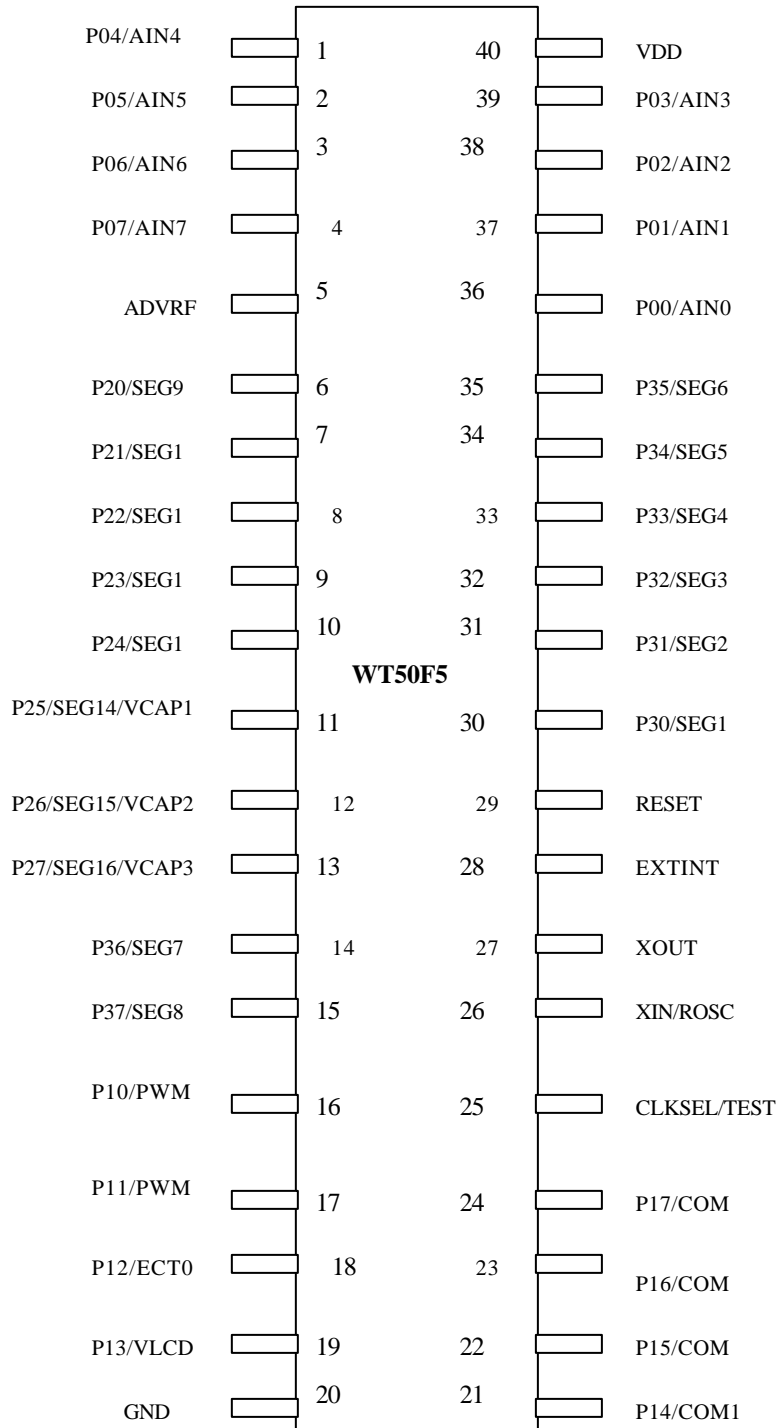 P04/AIN4 1 40 VDD
P05/AIN5 2 39 P03/AIN3
P06/AIN6 3 38 P02/AIN2
P07/AIN7 4 37 P01/AIN1
ADVRF 5 36 P00/AIN0
P20/SEG9 6 35 P35/SEG6
P21/SEG1 7 34 P34/SEG5
P22/SEG1 8 33 P33/SEG4
P23/SEG1 9 32 P32/SEG3
P24/SEG1 10 31 P31/SEG2
WT50F5
P25/SEG14/VCAP1 11 30 P30/SEG1
P26/SEG15/VCAP2 12 29 RESET
P27/SEG16/VCAP3 13 28 EXTINT
P36/SEG7 14 27 XOUT
P37/SEG8 15 26 XIN/ROSC
P10/PWM 16 25 CLKSEL/TEST
P11/PWM 17 24 P17/COM
P12/ECT0 18 23 P16/COM
P13/VLCD 19 22 P15/COM
GND 20 21 P14/COM1